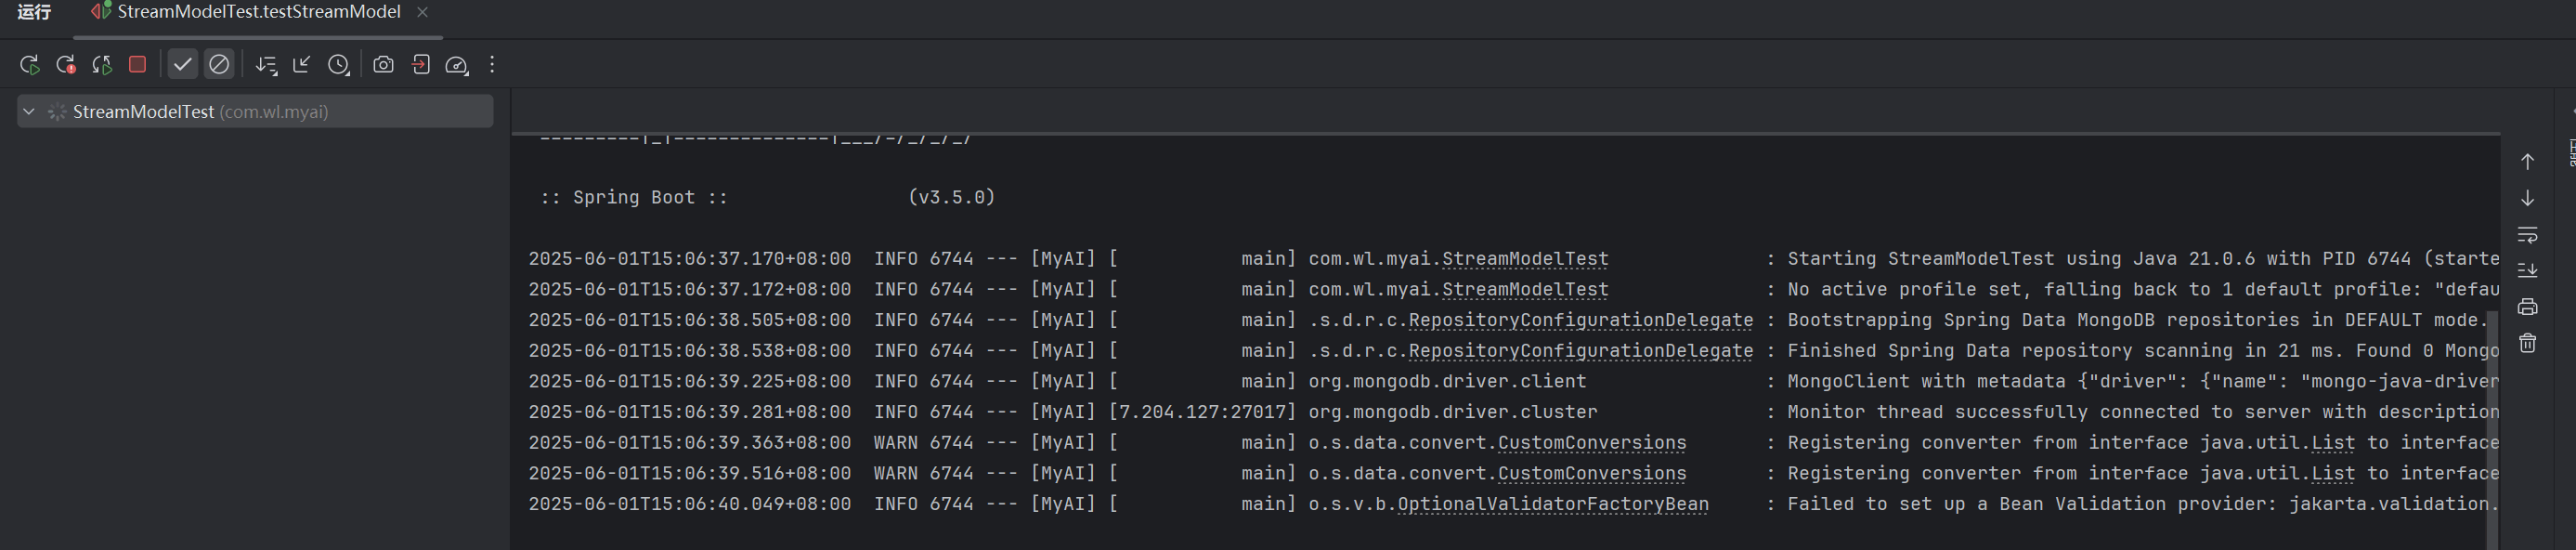 运行 StreamModelTest.testStreamModel
StreamModelTest (com.wl.myai)
:: Spring Boot :: (v3.5.0)
2025-06-01T15:06:37.170+08:00  INFO 6744 --- [MyAI] [           main] com.wl.myai.StreamModelTest              : Starting StreamModelTest using Java 21.0.6 with PID 6744 (starte
2025-06-01T15:06:37.172+08:00  INFO 6744 --- [MyAI] [           main] com.wl.myai.StreamModelTest              : No active profile set, falling back to 1 default profile: "defau
2025-06-01T15:06:38.505+08:00  INFO 6744 --- [MyAI] [           main] .s.d.r.c.RepositoryConfigurationDelegate : Bootstrapping Spring Data MongoDB repositories in DEFAULT mode.
2025-06-01T15:06:38.538+08:00  INFO 6744 --- [MyAI] [           main] .s.d.r.c.RepositoryConfigurationDelegate : Finished Spring Data repository scanning in 21 ms. Found 0 Mongo
2025-06-01T15:06:39.225+08:00  INFO 6744 --- [MyAI] [           main] org.mongodb.driver.client                : MongoClient with metadata {"driver": {"name": "mongo-java-driver
2025-06-01T15:06:39.281+08:00  INFO 6744 --- [MyAI] [7.204.127:27017] org.mongodb.driver.cluster               : Monitor thread successfully connected to server with description
2025-06-01T15:06:39.363+08:00  WARN 6744 --- [MyAI] [           main] o.s.data.convert.CustomConversions       : Registering converter from interface java.util.List to interface
2025-06-01T15:06:39.516+08:00  WARN 6744 --- [MyAI] [           main] o.s.data.convert.CustomConversions       : Registering converter from interface java.util.List to interface
2025-06-01T15:06:40.049+08:00  INFO 6744 --- [MyAI] [           main] o.s.v.b.OptionalValidatorFactoryBean     : Failed to set up a Bean Validation provider: jakarta.validation.